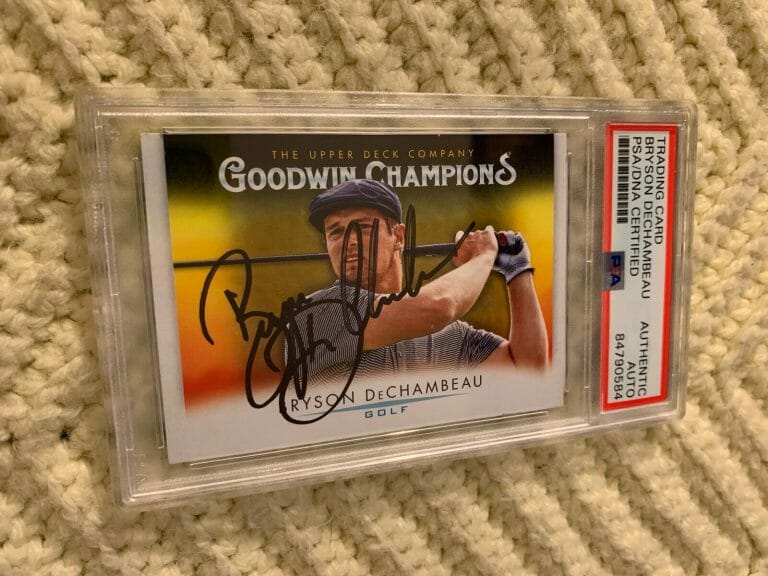 THE UPPER DECK COMPANY
GOODWIN CHAMPIONS
BRYSON DECHAMBEAU
GOLF
TRADING CARD
BRYSON DECHAMBEAU
PSA/DNA CERTIFIED
PSA
AUTHENTIC
AUTO
84790584